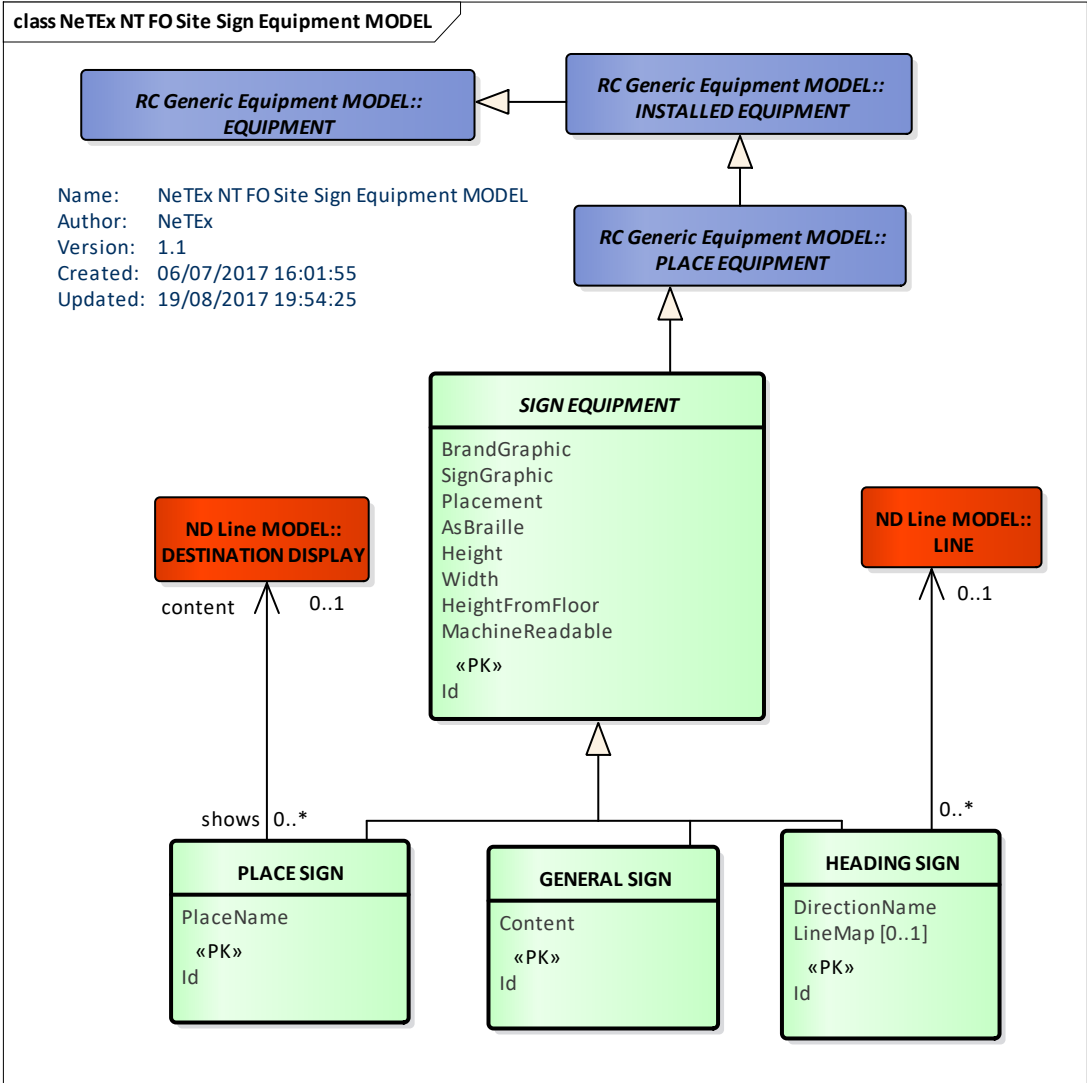 class NeTEx NT FO Site Sign Equipment MODEL
RC Generic Equipment MODEL::
EQUIPMENT
RC Generic Equipment MODEL::
INSTALLED EQUIPMENT
Name: NeTEx NT FO Site Sign Equipment MODEL
Author: NeTEx
Version: 1.1
Created: 06/07/2017 16:01:55
Updated: 19/08/2017 19:54:25
RC Generic Equipment MODEL::
PLACE EQUIPMENT
SIGN EQUIPMENT
BrandGraphic
SignGraphic
Placement
AsBraille
Height
Width
HeightFromFloor
MachineReadable
«PK»
Id
ND Line MODEL::
DESTINATION DISPLAY
content 0..1
ND Line MODEL::
LINE
0..1
shows 0..*
0..*
PLACE SIGN
PlaceName
«PK»
Id
GENERAL SIGN
Content
«PK»
Id
HEADING SIGN
DirectionName
LineMap [0..1]
«PK»
Id